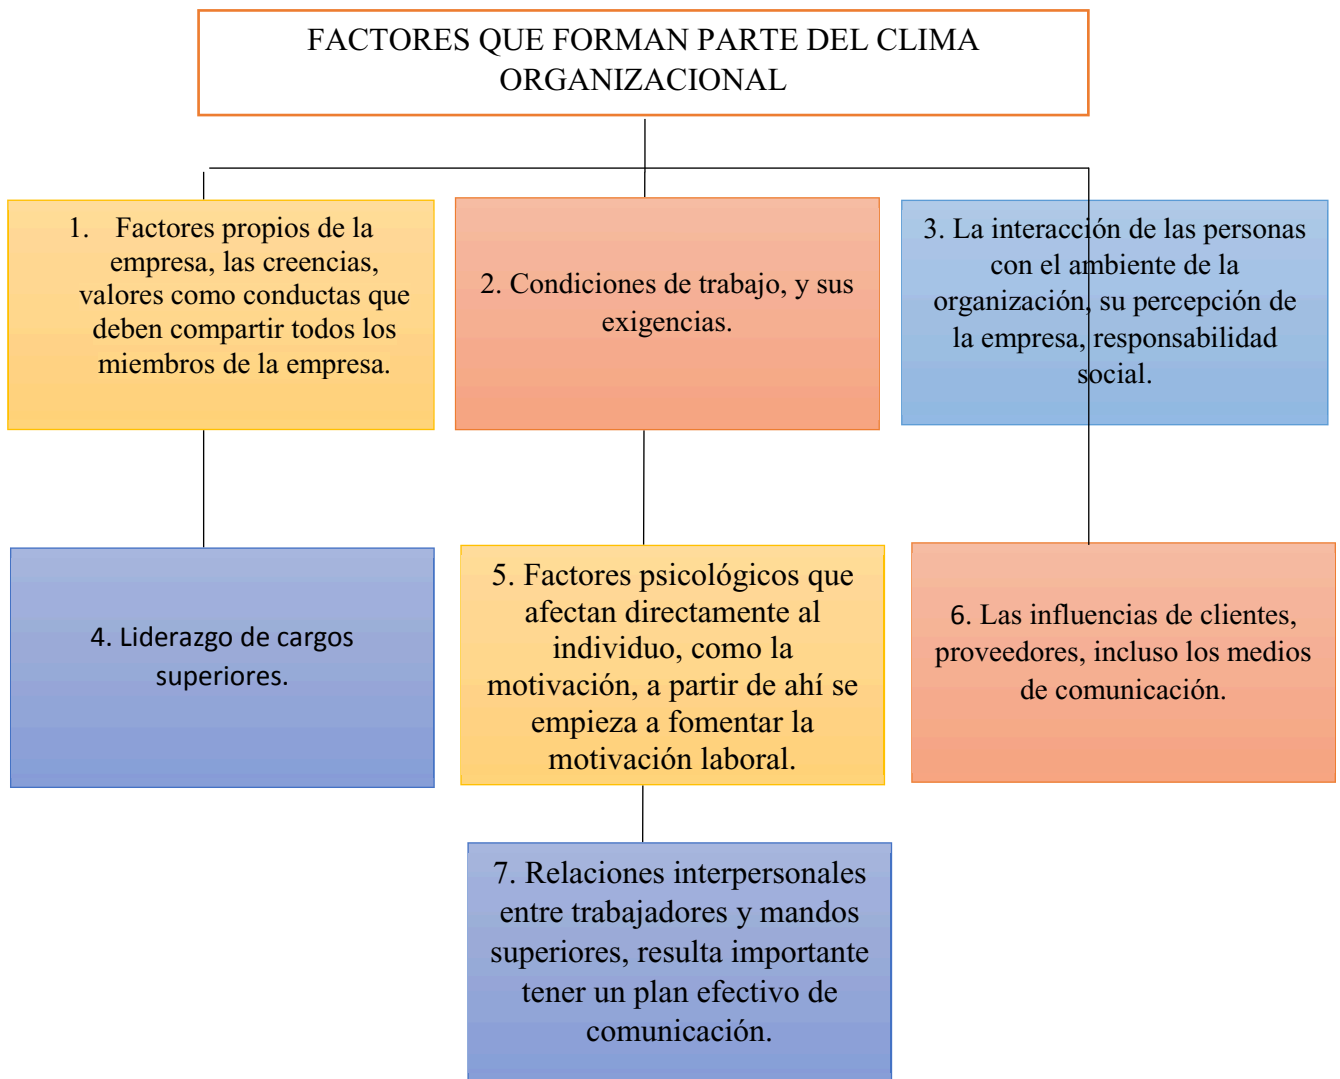 FACTORES QUE FORMAN PARTE DEL CLIMA
ORGANIZACIONAL
1. Factores propios de la
empresa, las creencias,
valores como conductas que
deben compartir todos los
miembros de la empresa.
2. Condiciones de trabajo, y sus
exigencias.
3. La interacción de las personas
con el ambiente de la
organización, su percepción de
la empresa, responsabilidad
social.
4. Liderazgo de cargos
superiores.
5. Factores psicológicos que
afectan directamente al
individuo, como la
motivación, a partir de ahí se
empieza a fomentar la
motivación laboral.
6. Las influencias de clientes,
proveedores, incluso los medios
de comunicación.
7. Relaciones interpersonales
entre trabajadores y mandos
superiores, resulta importante
tener un plan efectivo de
comunicación.